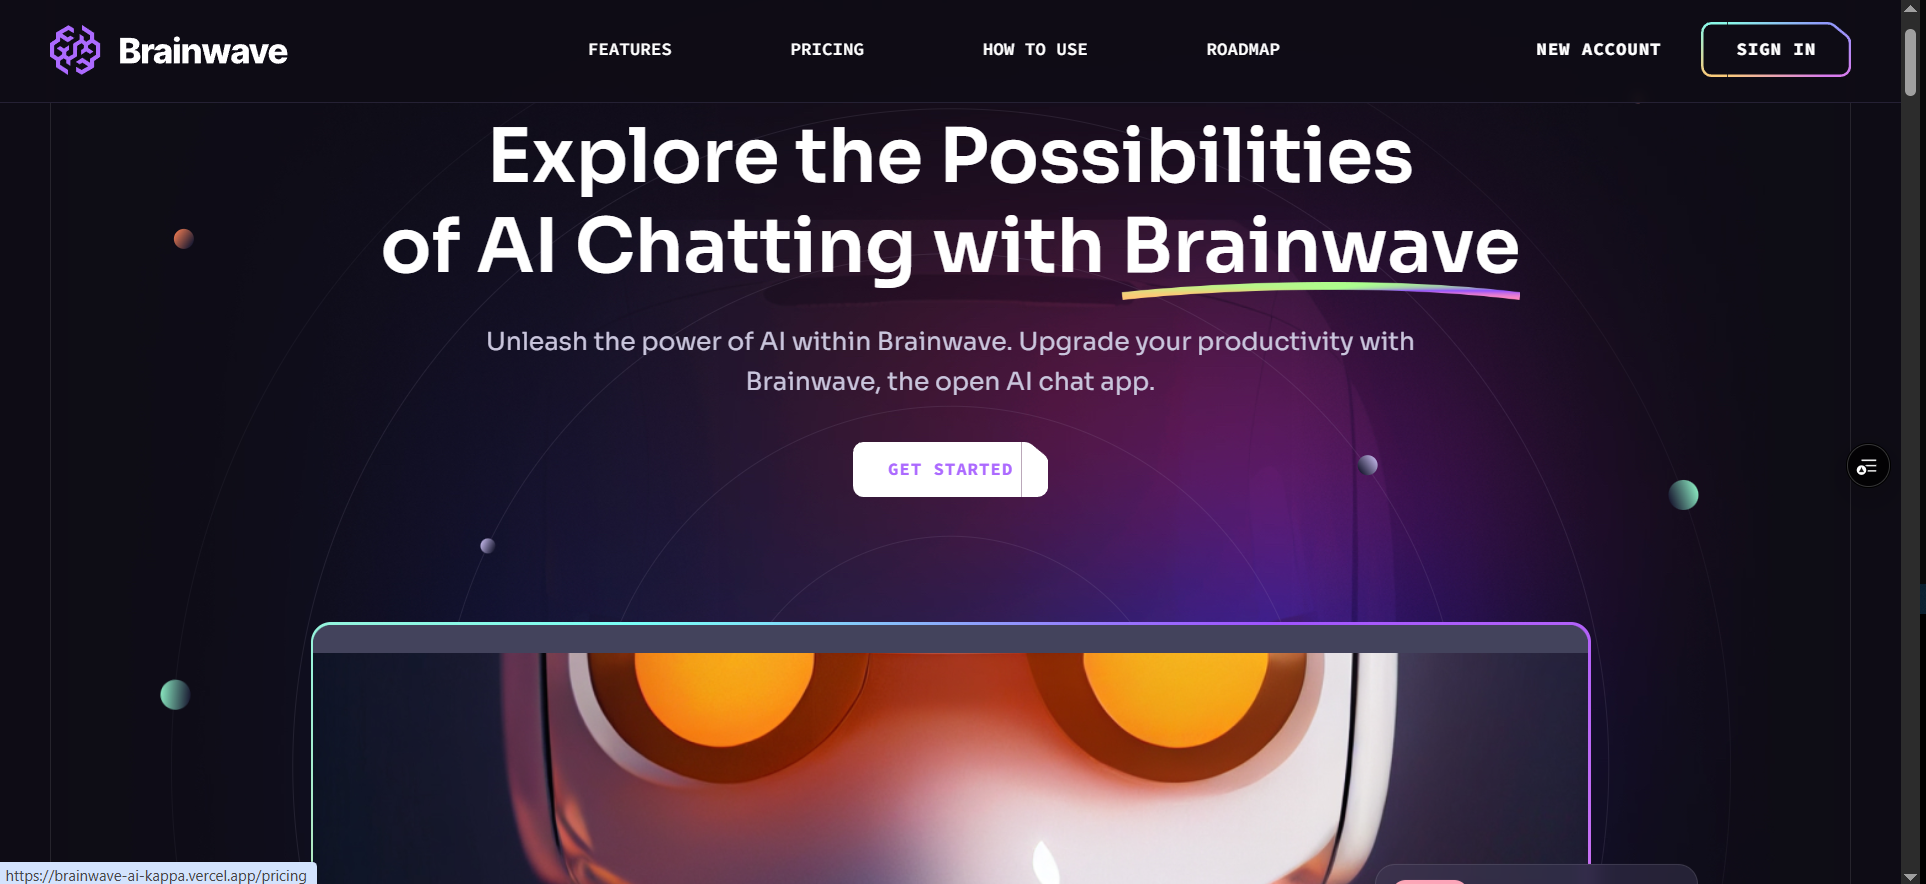 Brainwave
FEATURES
PRICING
HOW TO USE
ROADMAP
NEW ACCOUNT
SIGN IN
Explore the Possibilities
of AI Chatting with Brainwave
Unleash the power of AI within Brainwave. Upgrade your productivity with
Brainwave, the open AI chat app.
GET STARTED
https://brainwave-ai-kappa.vercel.app/pricing